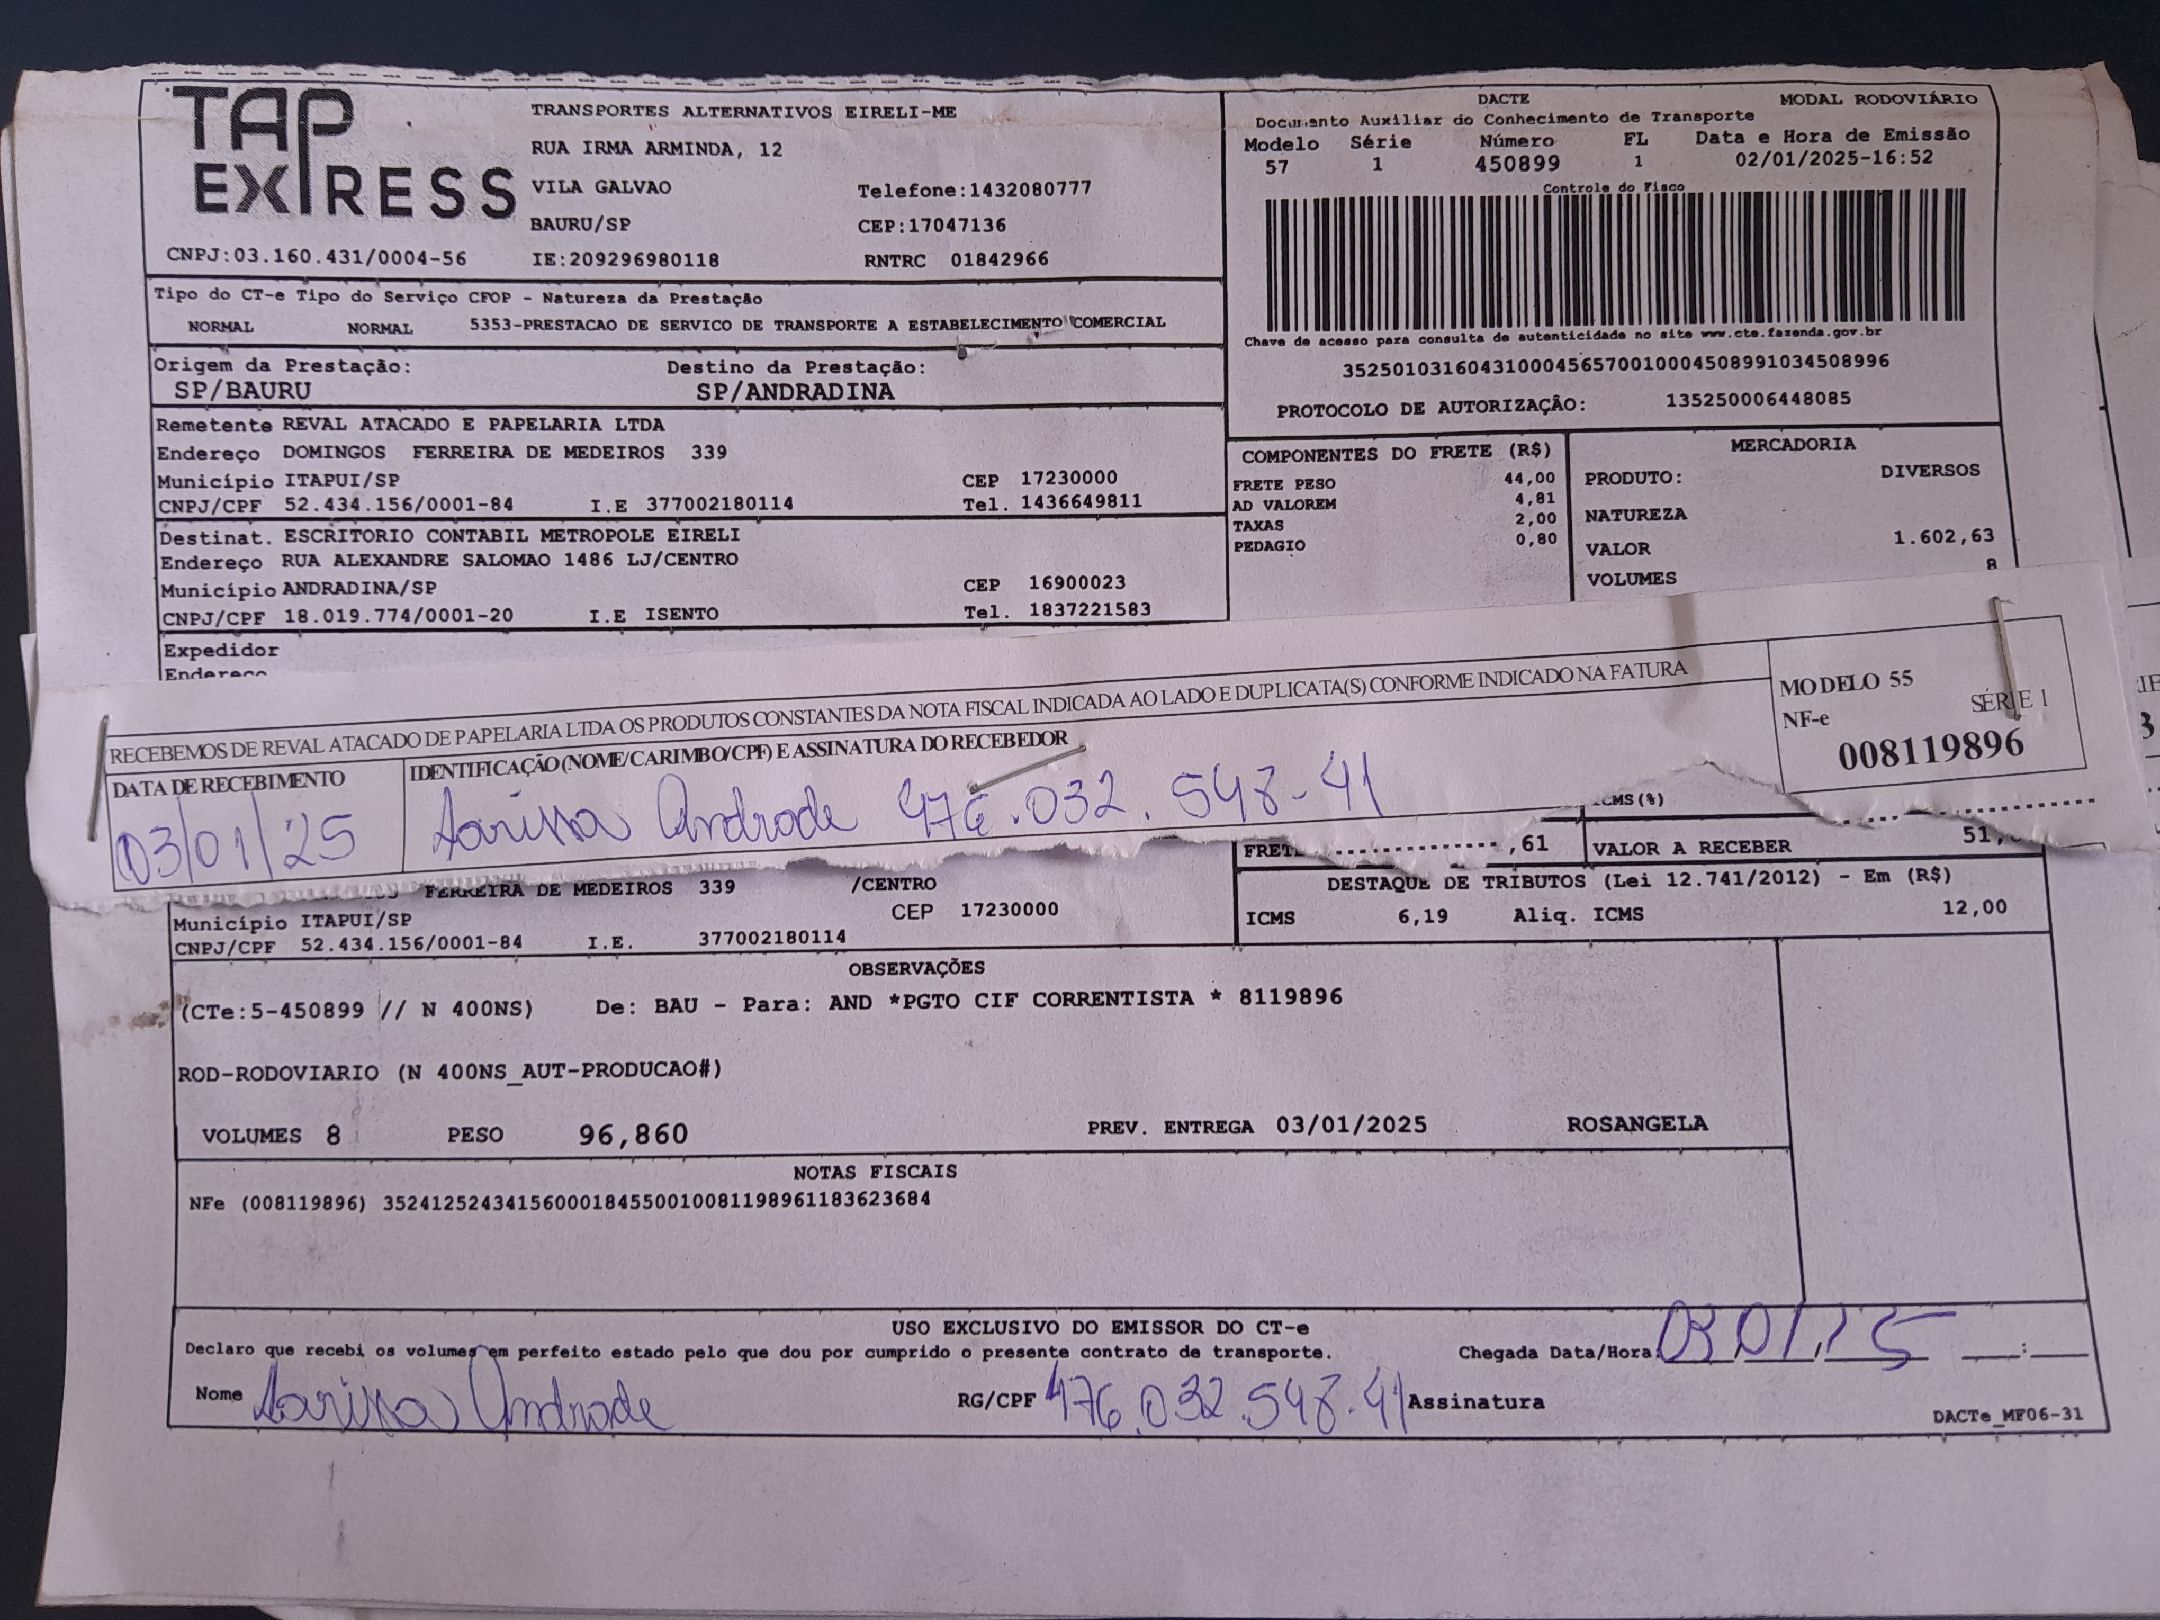 TAP
EXPRESS
TRANSPORTES ALTERNATIVOS EIRELI-ME
RUA IRMA ARMINDA, 12
VILA GALVAO Telefone:1432080777
BAURU/SP CEP:17047136
CNPJ:03.160.431/0004-56 IE:209296980118 RNTRC 01842966
DACTE MODAL RODOVIÁRIO
Documento Auxiliar do Conhecimento de Transporte
Modelo Série Número FL Data e Hora de Emissão
57 1 450899 1 02/01/2025-16:52
Controle do Fisco
Chave de acesso para consulta de autenticidade no site www.cte.fazenda.gov.br
35250103160431000456570010004508991034508996
PROTOCOLO DE AUTORIZAÇÃO: 135250006448085
Tipo do CT-e Tipo do Serviço CFOP - Natureza da Prestação
NORMAL NORMAL 5353-PRESTACAO DE SERVICO DE TRANSPORTE A ESTABELECIMENTO COMERCIAL
Origem da Prestação: Destino da Prestação:
SP/BAURU SP/ANDRADINA
Remetente REVAL ATACADO E PAPELARIA LTDA
Endereço DOMINGOS FERREIRA DE MEDEIROS 339
Município ITAPUI/SP CEP 17230000
CNPJ/CPF 52.434.156/0001-84 I.E 377002180114 Tel. 1436649811
Destinat. ESCRITORIO CONTABIL METROPOLE EIRELI
Endereço RUA ALEXANDRE SALOMAO 1486 LJ/CENTRO
Município ANDRADINA/SP CEP 16900023
CNPJ/CPF 18.019.774/0001-20 I.E ISENTO Tel. 1837221583
Expedidor
Endereço
COMPONENTES DO FRETE (R$)
FRETE PESO 44,00
AD VALOREM 4,81
TAXAS 2,00
PEDAGIO 0,80
MERCADORIA
PRODUTO: DIVERSOS
NATUREZA
VALOR 1.602,63
VOLUMES 8
RECEBEMOS DE REVAL ATACADO DE PAPELARIA LTDA OS PRODUTOS CONSTANTES DA NOTA FISCAL INDICADA AO LADO E DUPLICATA(S) CONFORME INDICADO NA FATURA
DATA DE RECEBIMENTO IDENTIFICAÇÃO (NOME/CARIMBO/CPF) E ASSINATURA DO RECEBEDOR
03/01/25 Larissa Andrade 476.032.548-41
MODELO 55
NF-e SÉRIE 1
008119896
ICMS (%)
FRETE ,61 VALOR A RECEBER 51,
FERREIRA DE MEDEIROS 339 /CENTRO
Município ITAPUI/SP CEP 17230000
CNPJ/CPF 52.434.156/0001-84 I.E. 377002180114
DESTAQUE DE TRIBUTOS (Lei 12.741/2012) - Em (R$)
ICMS 6,19 Aliq. ICMS 12,00
OBSERVAÇÕES
(CTe:5-450899 // N 400NS) De: BAU - Para: AND *PGTO CIF CORRENTISTA * 8119896
ROD-RODOVIARIO (N 400NS_AUT-PRODUCAO#)
VOLUMES 8 PESO 96,860 PREV. ENTREGA 03/01/2025 ROSANGELA
NOTAS FISCAIS
NFe (008119896) 35241252434156000184550010081198961183623684
USO EXCLUSIVO DO EMISSOR DO CT-e
Declaro que recebi os volumes em perfeito estado pelo que dou por cumprido o presente contrato de transporte. Chegada Data/Hora: 03 01 25 __:__
Nome Larissa Andrade RG/CPF 476.032.548-41 Assinatura
DACTe_MF06-31